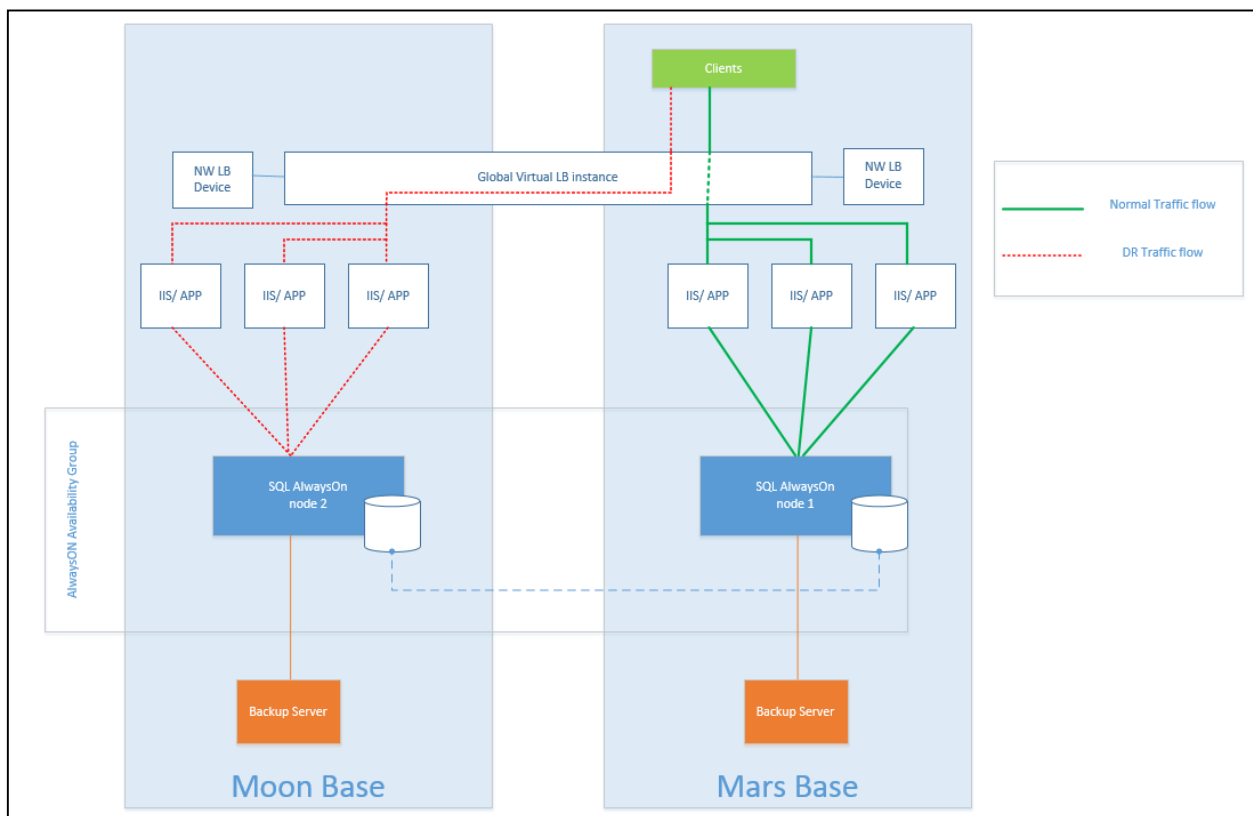 Clients
NW LB
Device
Global Virtual LB instance
NW LB
Device
Normal Traffic flow
DR Traffic flow
IIS/ APP
IIS/ APP
IIS/ APP
IIS/ APP
IIS/ APP
IIS/ APP
AlwaysON Availability Group
SQL AlwaysOn
node 2
SQL AlwaysOn
node 1
Backup Server
Backup Server
Moon Base
Mars Base